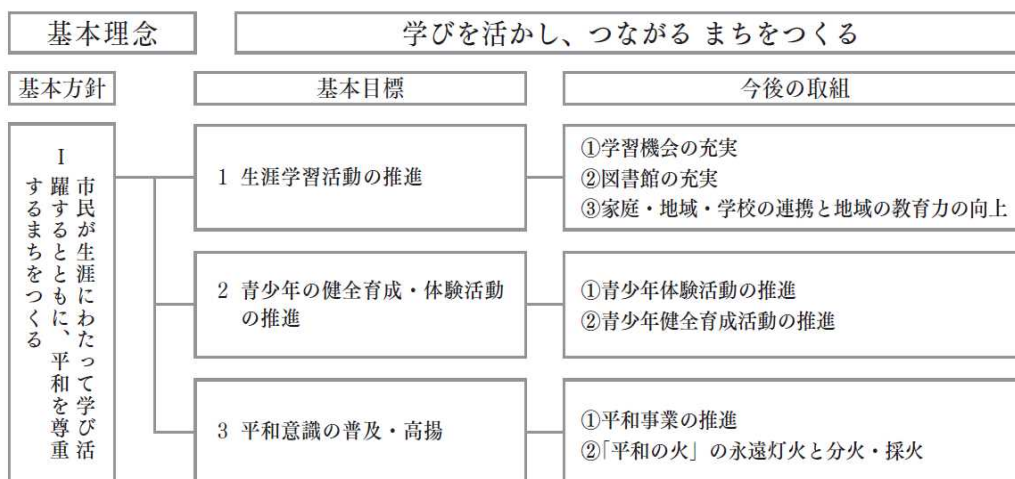 基本理念
学びを活かし、つながる まちをつくる
基本方針
基本目標
今後の取組
Ⅰ
市民が生涯にわたって学び活
躍するとともに、平和を尊重
するまちをつくる
1 生涯学習活動の推進
①学習機会の充実
②図書館の充実
③家庭・地域・学校の連携と地域の教育力の向上
2 青少年の健全育成・体験活動
の推進
①青少年体験活動の推進
②青少年健全育成活動の推進
3 平和意識の普及・高揚
①平和事業の推進
②「平和の火」の永遠灯火と分火・採火